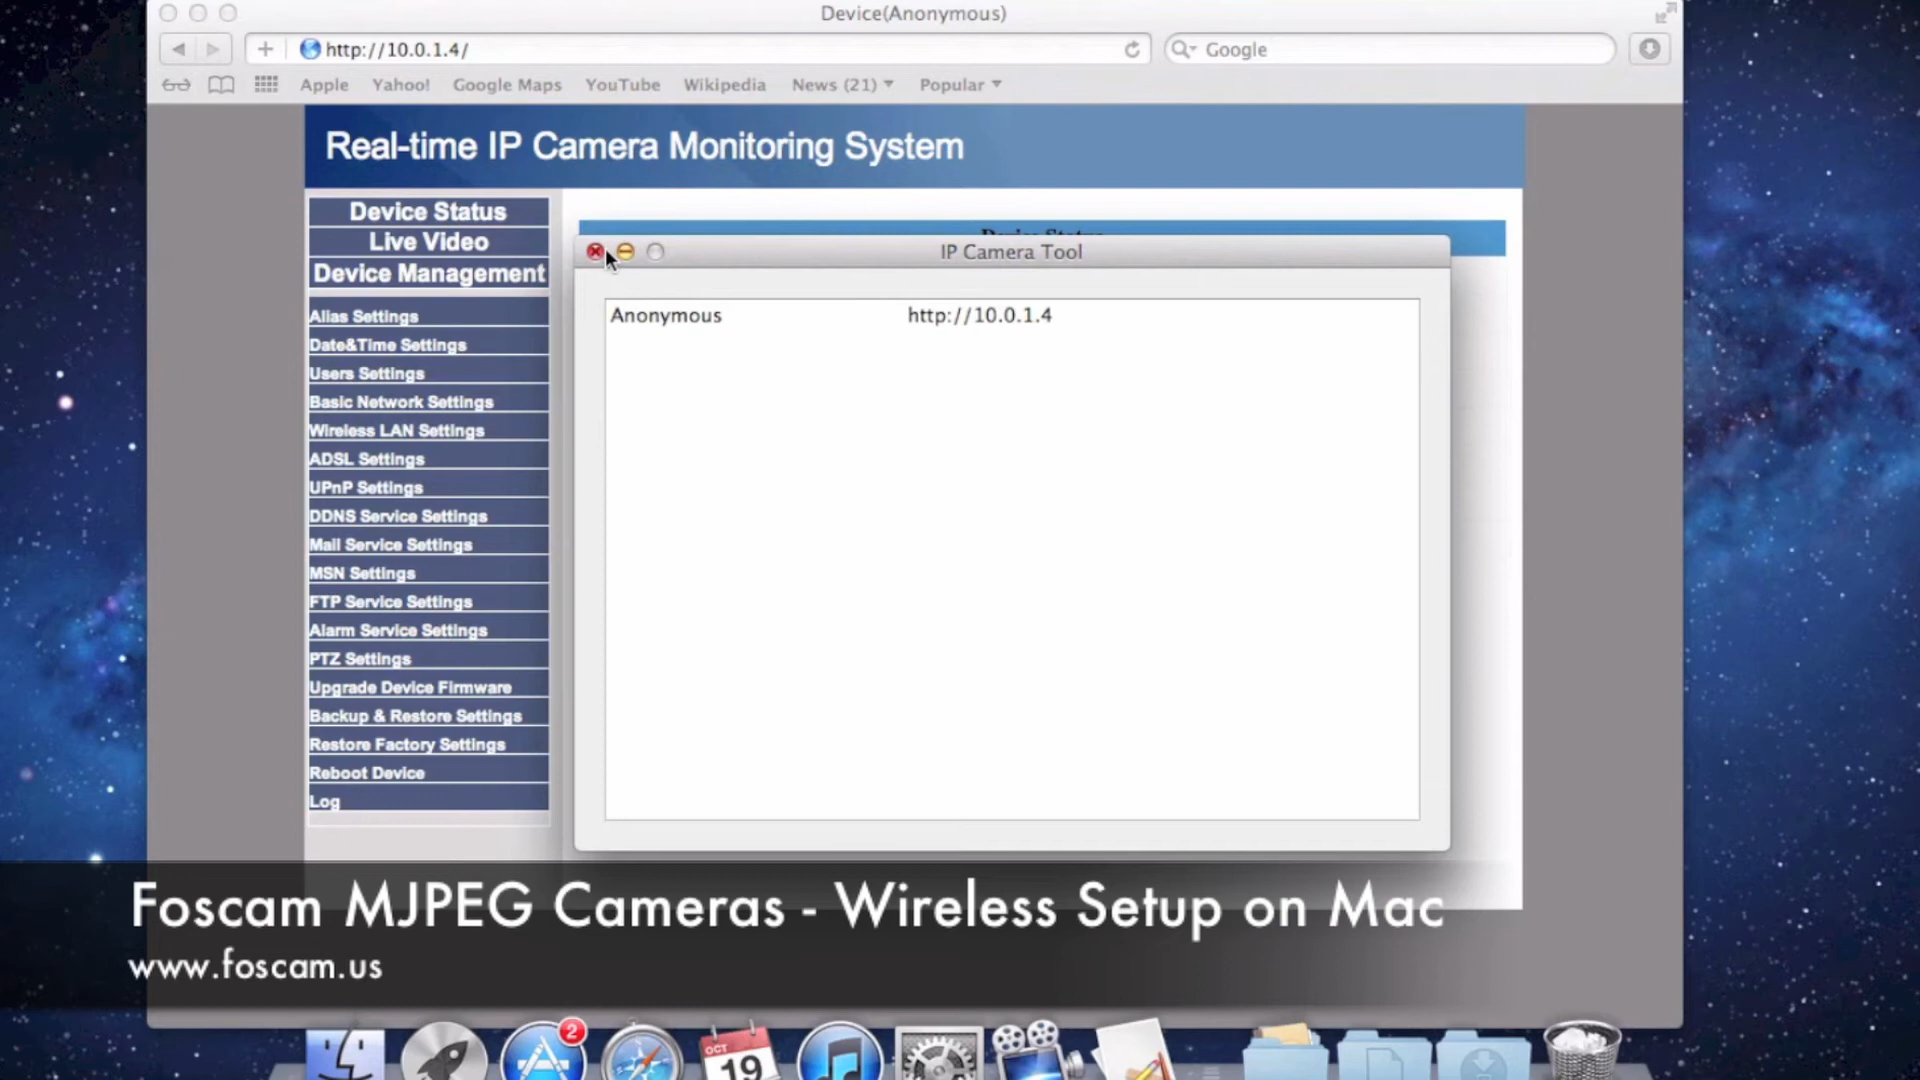 Device(Anonymous)
http://10.0.1.4/
Google
Apple Yahoo! Google Maps YouTube Wikipedia News (21) Popular
Real-time IP Camera Monitoring System
Device Status
Live Video
Device Management
Alias Settings
Date&Time Settings
Users Settings
Basic Network Settings
Wireless LAN Settings
ADSL Settings
UPnP Settings
DDNS Service Settings
Mail Service Settings
MSN Settings
FTP Service Settings
Alarm Service Settings
PTZ Settings
Upgrade Device Firmware
Backup & Restore Settings
Restore Factory Settings
Reboot Device
Log
Device Status
IP Camera Tool
Anonymous http://10.0.1.4
Foscam MJPEG Cameras - Wireless Setup on Mac
www.foscam.us
2
OCT
19